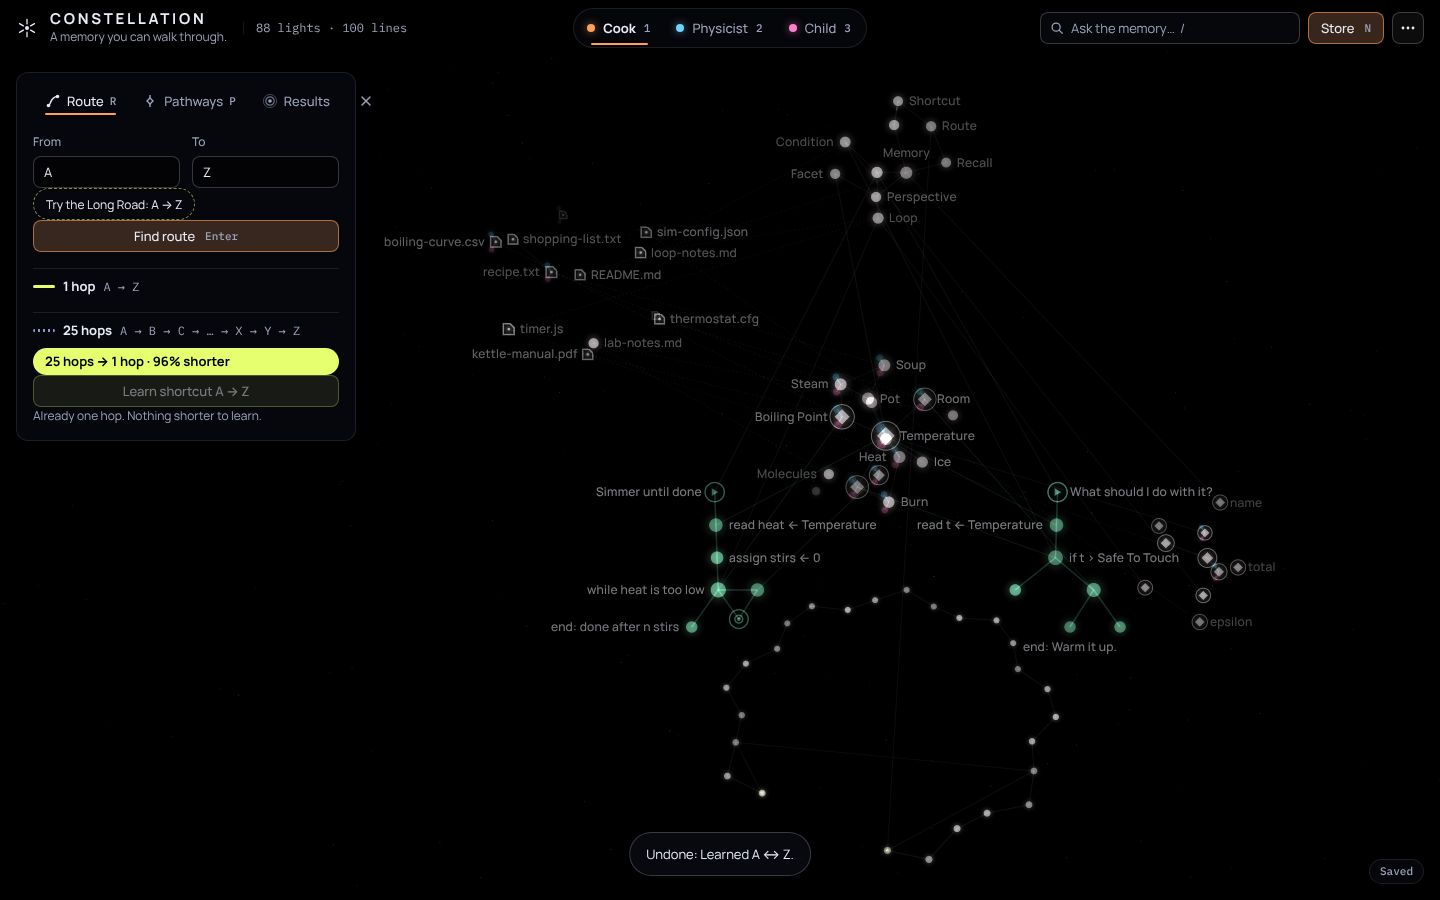 CONSTELLATION
A memory you can walk through.
88 lights · 100 lines
Cook 1
Physicist 2
Child 3
Ask the memory… /
Store N
Route R
Pathways P
Results
From
To
A
Z
Try the Long Road: A → Z
Find route Enter
1 hop A → Z
25 hops A → B → C → … → X → Y → Z
25 hops → 1 hop · 96% shorter
Learn shortcut A → Z
Already one hop. Nothing shorter to learn.
Shortcut
Route
Condition
Memory
Recall
Facet
Perspective
Loop
boiling-curve.csv
shopping-list.txt
sim-config.json
loop-notes.md
recipe.txt
README.md
thermostat.cfg
timer.js
lab-notes.md
kettle-manual.pdf
Soup
Steam
Pot
Room
Boiling Point
Temperature
Heat
Ice
Molecules
Burn
Simmer until done
read heat ← Temperature
assign stirs ← 0
while heat is too low
end: done after n stirs
What should I do with it?
read t ← Temperature
if t > Safe To Touch
end: Warm it up.
name
total
epsilon
Undone: Learned A ↔ Z.
Saved